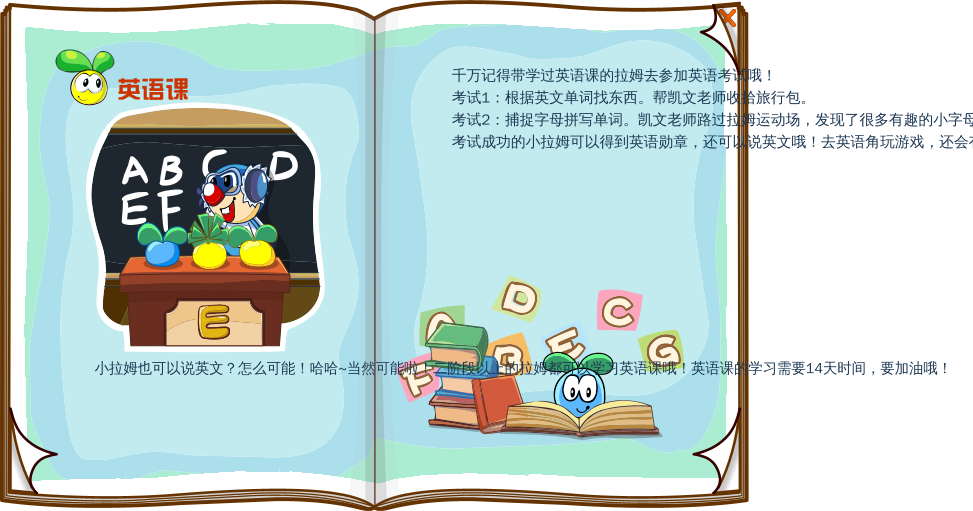 英语课
A B C D
E F
E
小拉姆也可以说英文？怎么可能！哈哈~当然可能啦！二阶段以上的拉姆都可以学习英语课哦！英语课的学习需要14天时间，要加油哦！
千万记得带学过英语课的拉姆去参加英语考试哦！
考试1：根据英文单词找东西。帮凯文老师收拾旅行包。
考试2：捕捉字母拼写单词。凯文老师路过拉姆运动场，发现了很多有趣的小字母
考试成功的小拉姆可以得到英语勋章，还可以说英文哦！去英语角玩游戏，还会
D
C
B
E
G
F